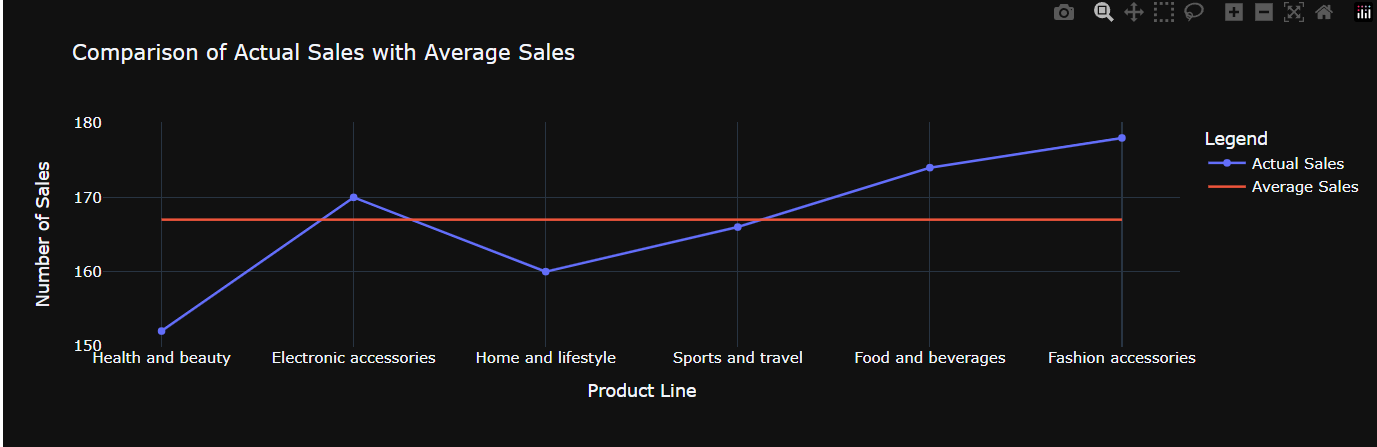 Comparison of Actual Sales with Average Sales
180
170
160
150
Number of Sales
Health and beauty Electronic accessories Home and lifestyle Sports and travel Food and beverages Fashion accessories
Product Line
Legend
Actual Sales
Average Sales